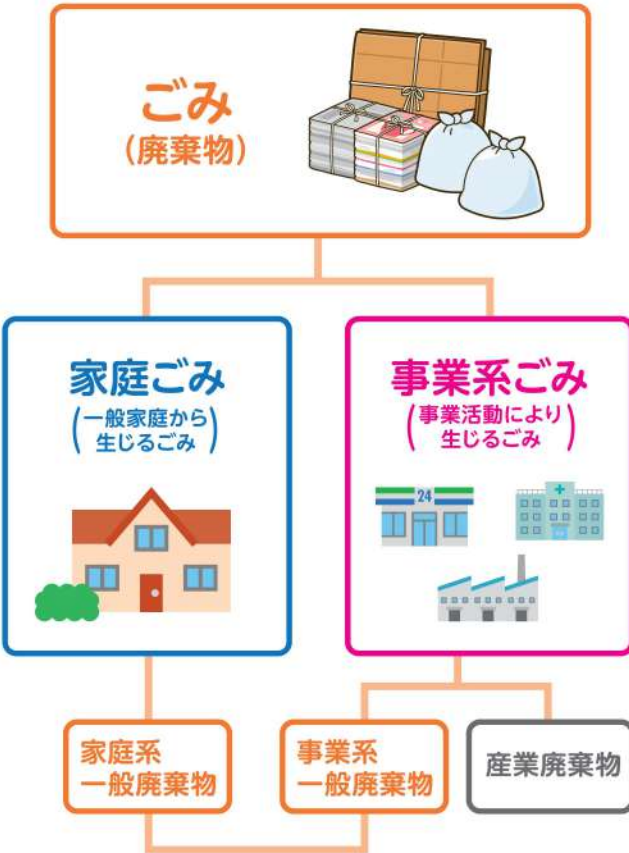 ごみ
(廃棄物)
家庭ごみ
(一般家庭から
生じるごみ)
事業系ごみ
(事業活動により
生じるごみ)
24
家庭系
一般廃棄物
事業系
一般廃棄物
産業廃棄物